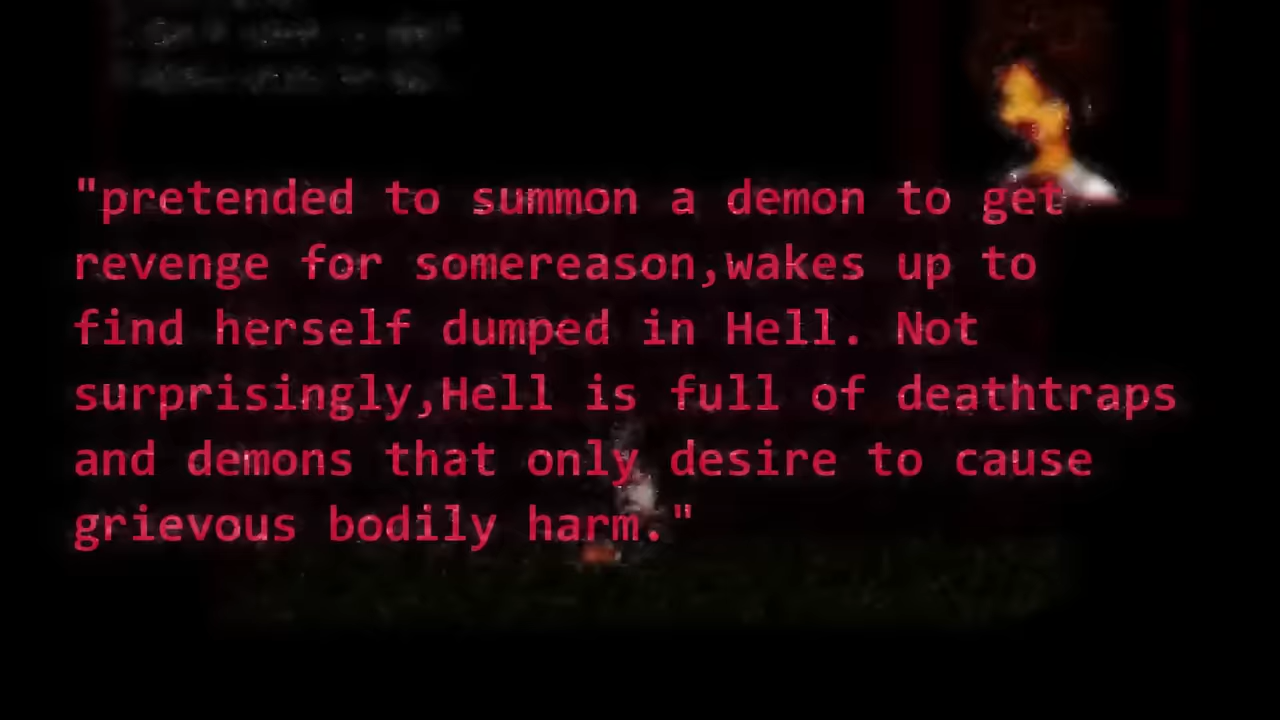 "pretended to summon a demon to get
revenge for somereason,wakes up to
find herself dumped in Hell. Not
surprisingly,Hell is full of deathtraps
and demons that only desire to cause
grievous bodily harm."